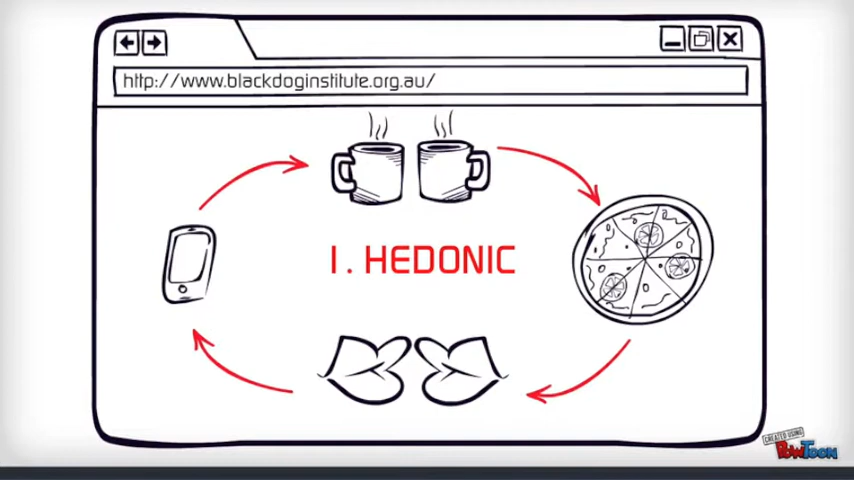 http://www.blackdoginstitute.org.au/
1. HEDONIC
CREATED USING
POWTOON